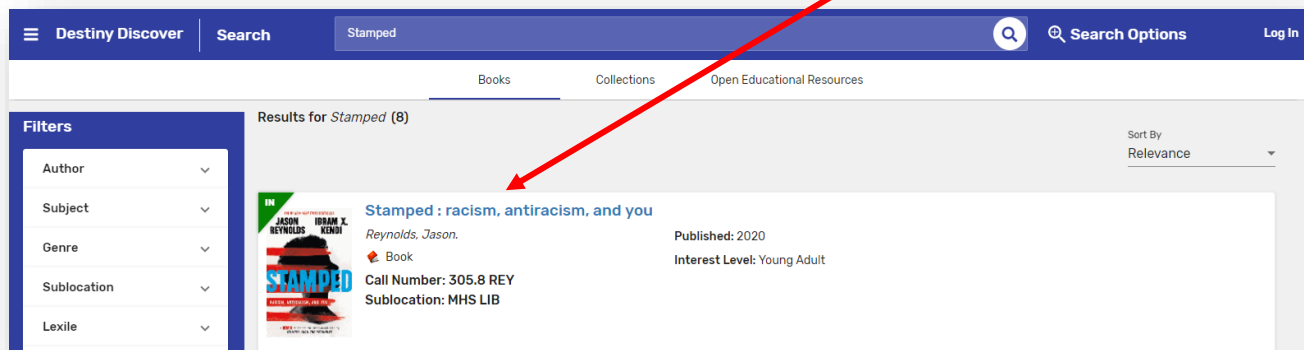 Destiny Discover Search Stamped Search Options Log In
Books Collections Open Educational Resources
Filters
Author
Subject
Genre
Sublocation
Lexile
Results for Stamped (8)
Sort By
Relevance
IN
JASON REYNOLDS
IBRAM X. KENDI
STAMPED
Stamped : racism, antiracism, and you
Reynolds, Jason.
Book
Call Number: 305.8 REY
Sublocation: MHS LIB
Published: 2020
Interest Level: Young Adult